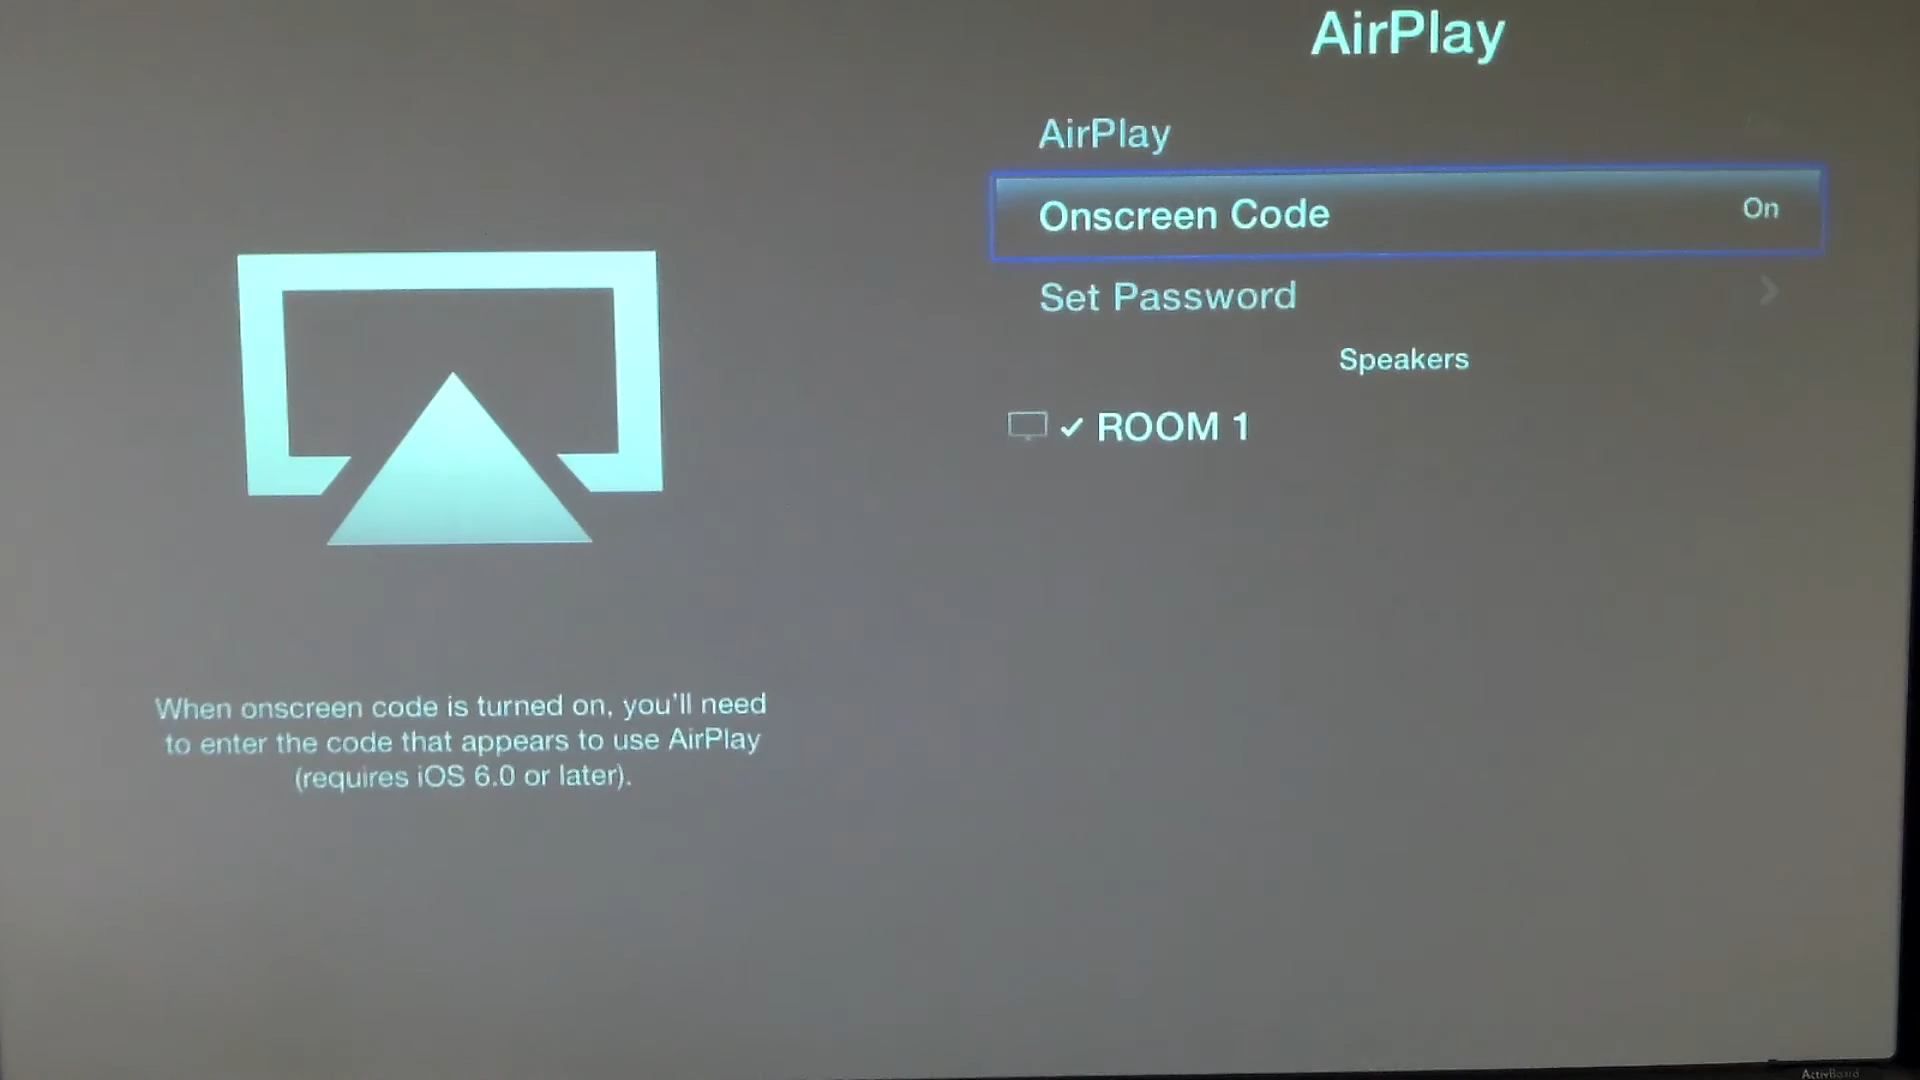 AirPlay
AirPlay
Onscreen Code On
Set Password
Speakers
ROOM 1
When onscreen code is turned on, you'll need
to enter the code that appears to use AirPlay
(requires iOS 6.0 or later).
ActivBoard